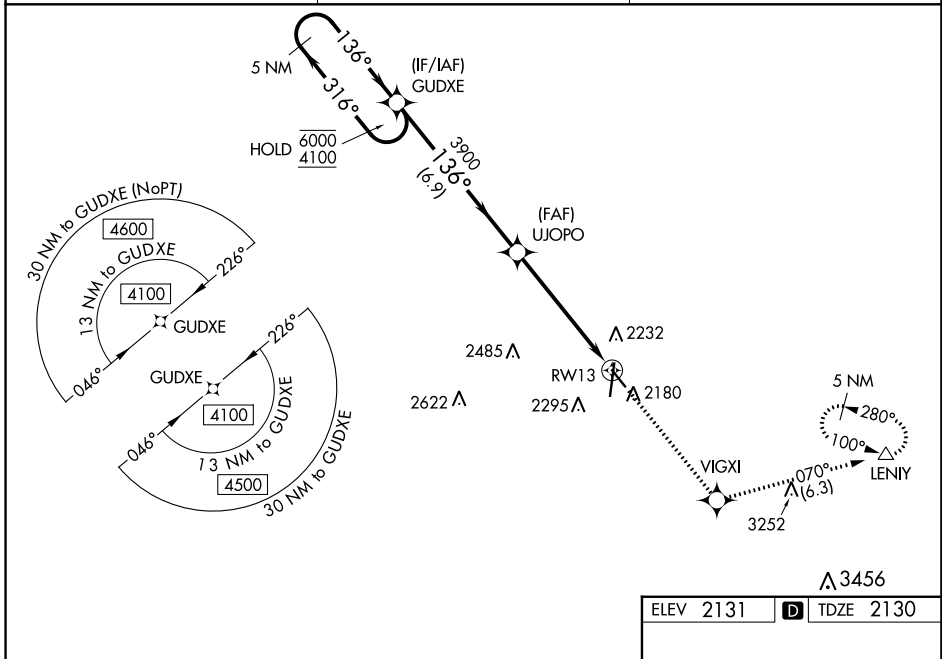 136°
5 NM
316°
(IF/IAF)
GUDXE
HOLD
6000
4100
3900
136°
(6.9)
(FAF)
UJOPO
30 NM to GUDXE (NoPT)
4600
13 NM to GUDXE
4100
226°
046°
GUDXE
226°
GUDXE
046°
4100
13 NM to GUDXE
4500
30 NM to GUDXE
2232
2485
RW13
2622
2295
2180
5 NM
280°
100°
LENIY
VIGXI
070°
(6.3)
3252
3456
ELEV 2131 D TDZE 2130